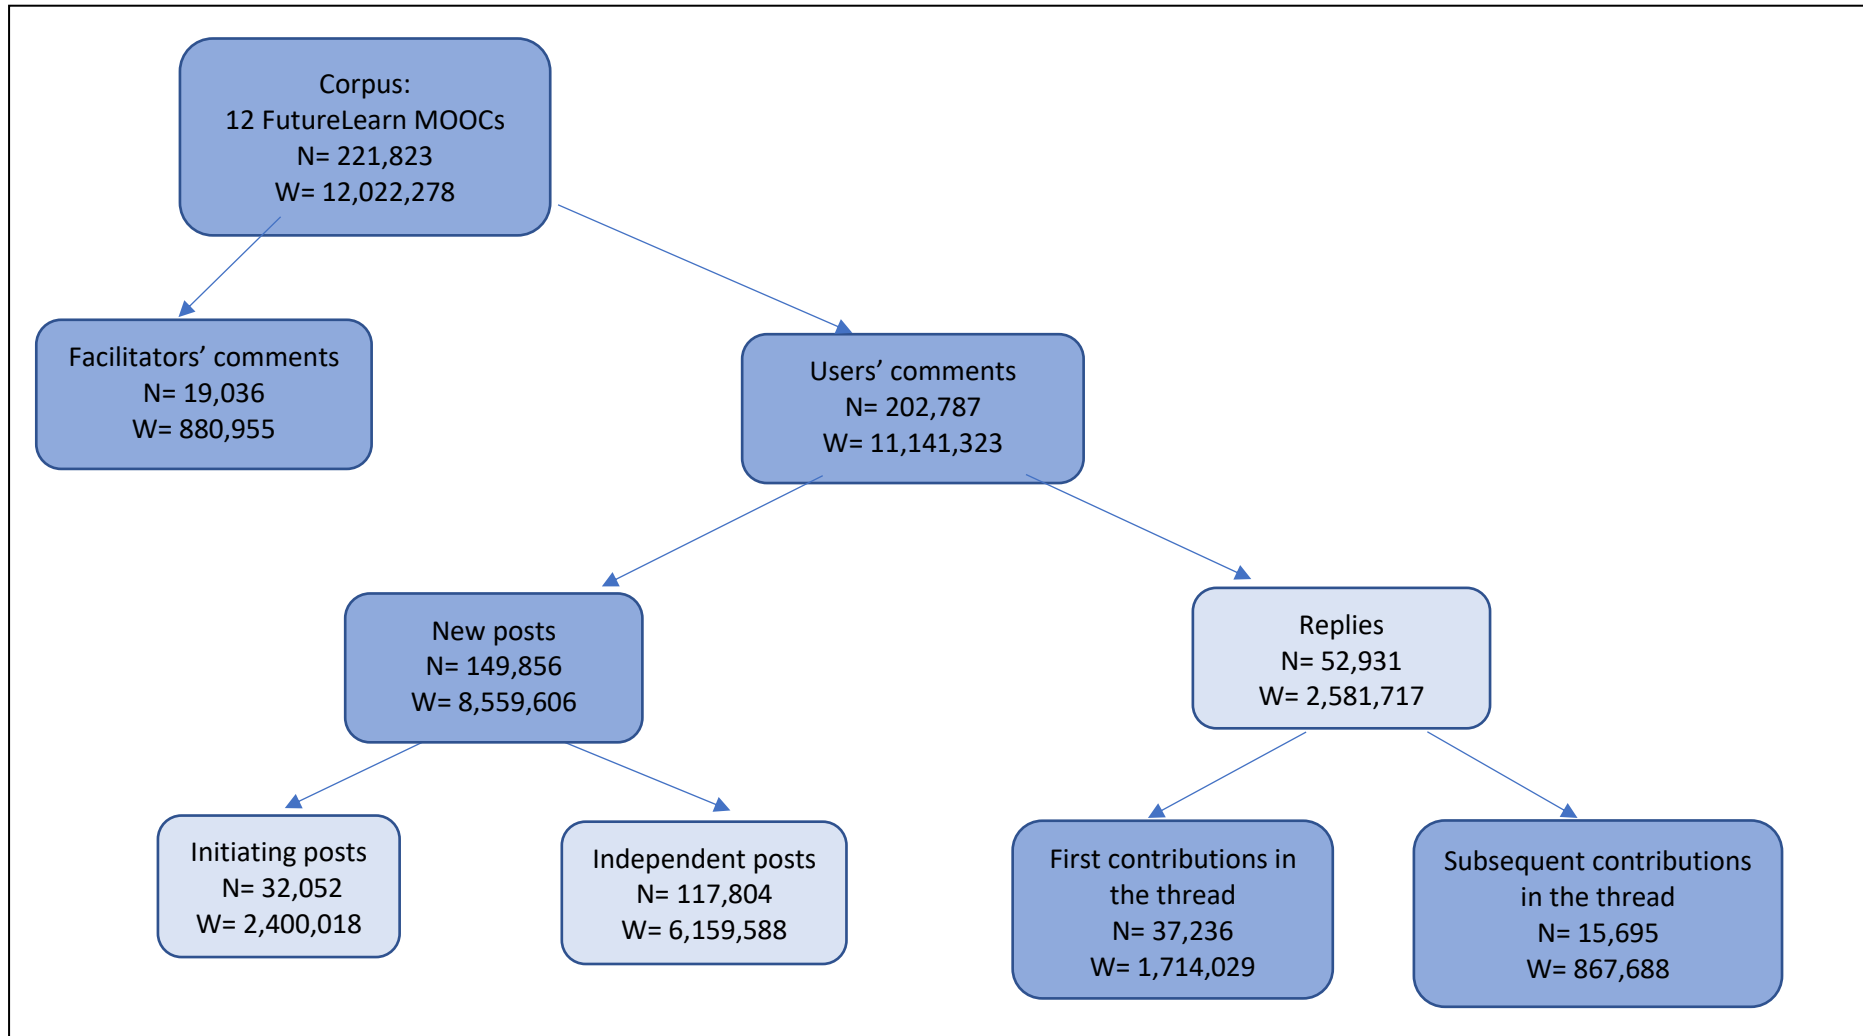 Corpus:
12 FutureLearn MOOCs
N= 221,823
W= 12,022,278
Facilitators’ comments
N= 19,036
W= 880,955
Users’ comments
N= 202,787
W= 11,141,323
New posts
N= 149,856
W= 8,559,606
Replies
N= 52,931
W= 2,581,717
Initiating posts
N= 32,052
W= 2,400,018
Independent posts
N= 117,804
W= 6,159,588
First contributions in
the thread
N= 37,236
W= 1,714,029
Subsequent contributions
in the thread
N= 15,695
W= 867,688